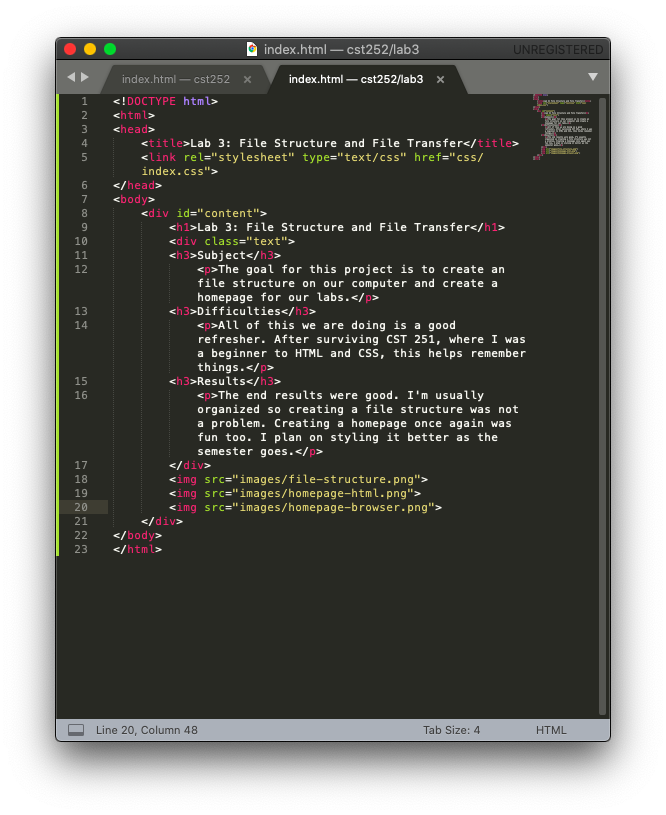 index.html — cst252/lab3
UNREGISTERED
index.html — cst252
index.html — cst252/lab3
1 <!DOCTYPE html>
2 <html>
3 <head>
4 <title>Lab 3: File Structure and File Transfer</title>
5 <link rel="stylesheet" type="text/css" href="css/
index.css">
6 </head>
7 <body>
8 <div id="content">
9 <h1>Lab 3: File Structure and File Transfer</h1>
10 <div class="text">
11 <h3>Subject</h3>
12 <p>The goal for this project is to create an
file structure on our computer and create a
homepage for our labs.</p>
13 <h3>Difficulties</h3>
14 <p>All of this we are doing is a good
refresher. After surviving CST 251, where I was
a beginner to HTML and CSS, this helps remember
things.</p>
15 <h3>Results</h3>
16 <p>The end results were good. I'm usually
organized so creating a file structure was not
a problem. Creating a homepage once again was
fun too. I plan on styling it better as the
semester goes.</p>
17 </div>
18 <img src="images/file-structure.png">
19 <img src="images/homepage-html.png">
20 <img src="images/homepage-browser.png">
21 </div>
22 </body>
23 </html>
Line 20, Column 48
Tab Size: 4
HTML